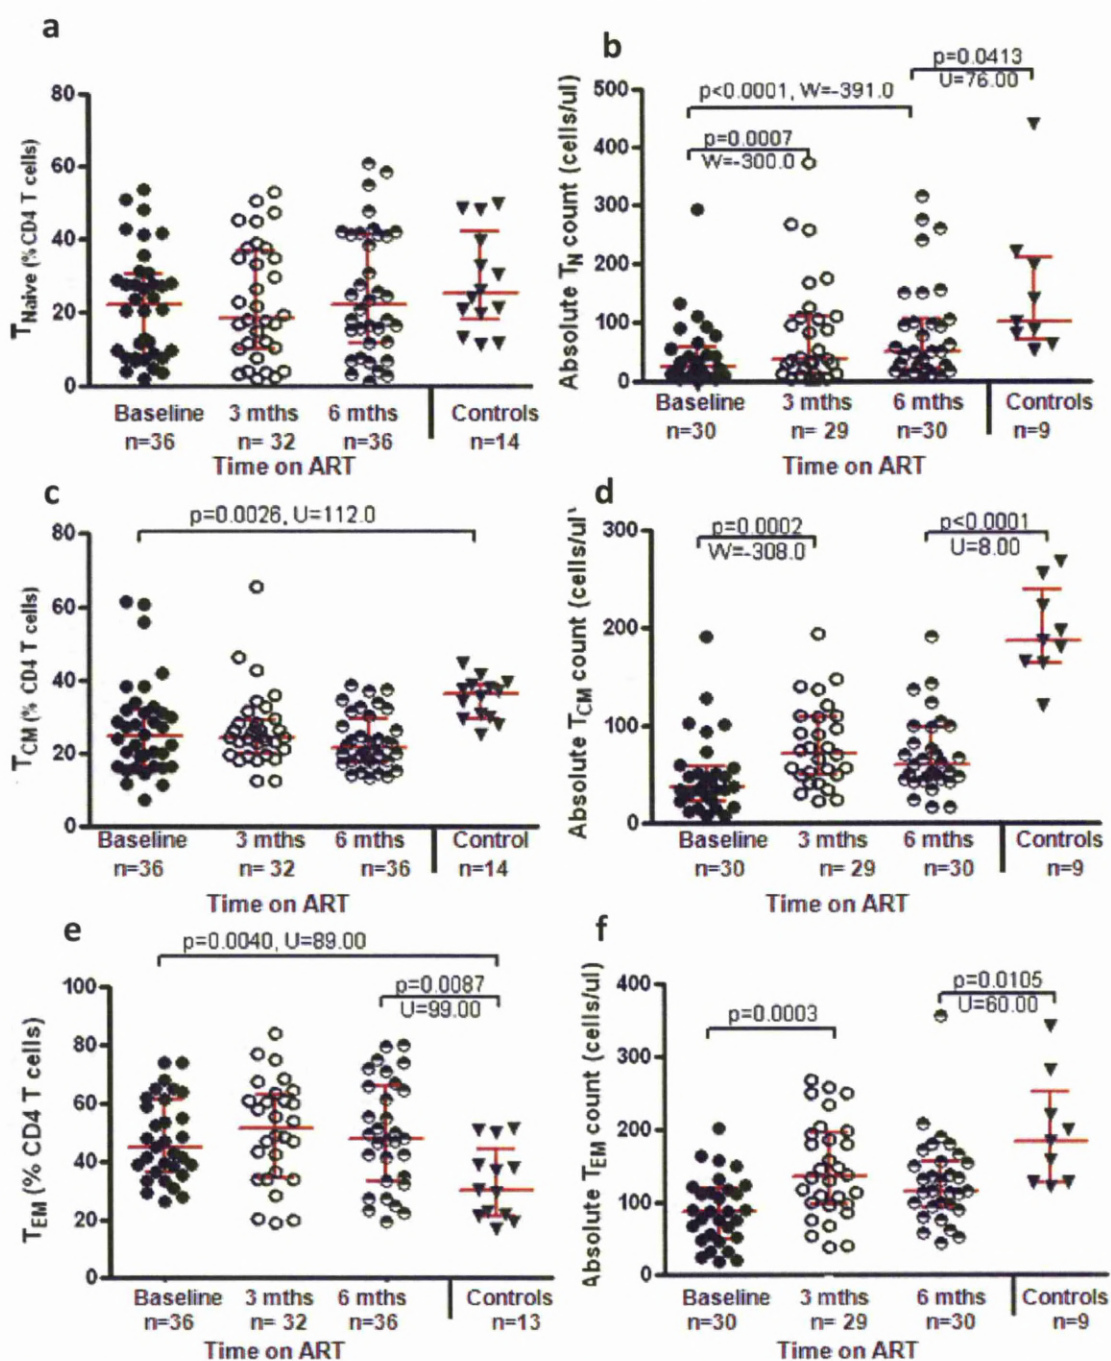 a
T Naive (% CD4 T cells)
80
60
40
20
0
Baseline 3 mths 6 mths Controls
n=36 n= 32 n=36 n=14
Time on ART
b
p=0.0413
U=76.00
p<0.0001, W=-391.0
p=0.0007
W=-300.0
Absolute TN count (cells/ul)
500
400
300
200
100
0
Baseline 3 mths 6 mths Controls
n=30 n= 29 n=30 n=9
Time on ART
c
p=0.0026, U=112.0
TCM (% CD4 T cells)
80
60
40
20
0
Baseline 3 mths 6 mths Control
n=36 n= 32 n=36 n=14
Time on ART
d
p=0.0002
W=-308.0
p<0.0001
U=8.00
Absolute TCM count (cells/ul)
300
200
100
0
Baseline 3 mths 6 mths Controls
n=30 n= 29 n=30 n=9
Time on ART
e
p=0.0040, U=89.00
p=0.0087
U=99.00
TEM (% CD4 T cells)
100
80
60
40
20
0
Baseline 3 mths 6 mths Controls
n=36 n= 32 n=36 n=13
Time on ART
f
p=0.0003
p=0.0105
U=60.00
Absolute TEM count (cells/ul)
400
300
200
100
0
Baseline 3 mths 6 mths Controls
n=30 n= 29 n=30 n=9
Time on ART